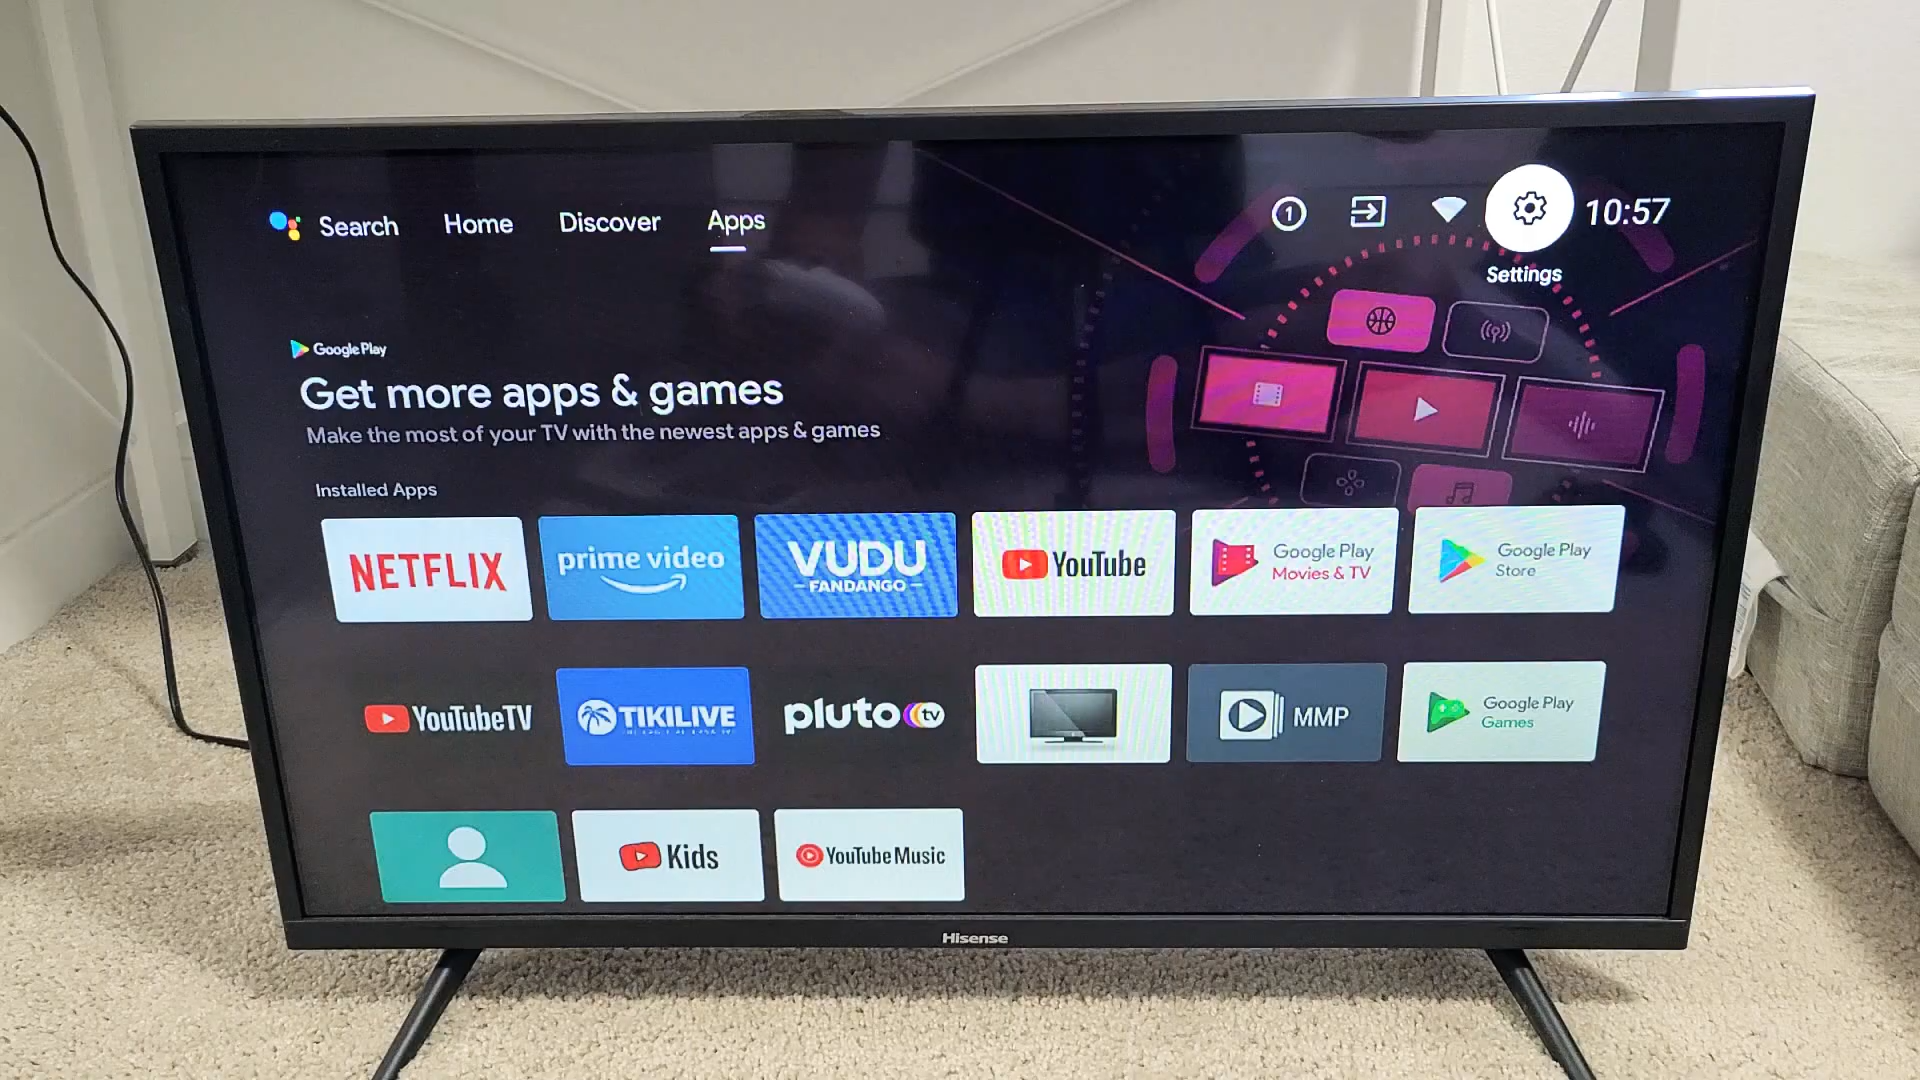 Search Home Discover Apps
1
10:57
Settings
Google Play
Get more apps & games
Make the most of your TV with the newest apps & games
Installed Apps
NETFLIX
prime video
VUDU
FANDANGO
YouTube
Google Play
Movies & TV
Google Play
Store
YouTubeTV
TIKILIVE
pluto tv
MMP
Google Play
Games
Kids
YouTube Music
Hisense